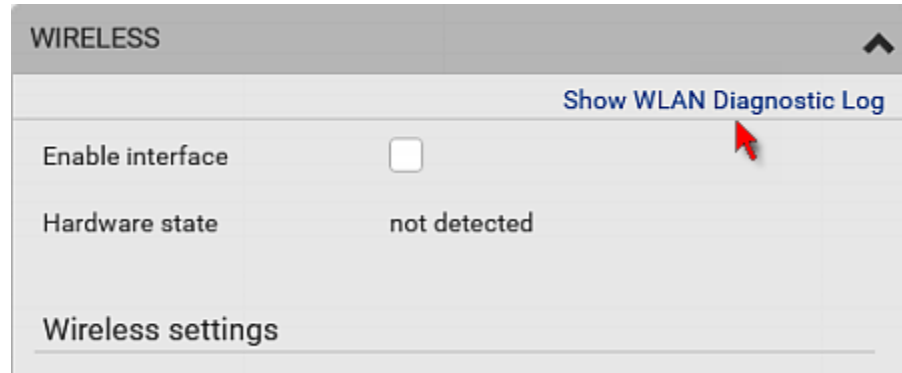 WIRELESS
Show WLAN Diagnostic Log
Enable interface
Hardware state not detected
Wireless settings